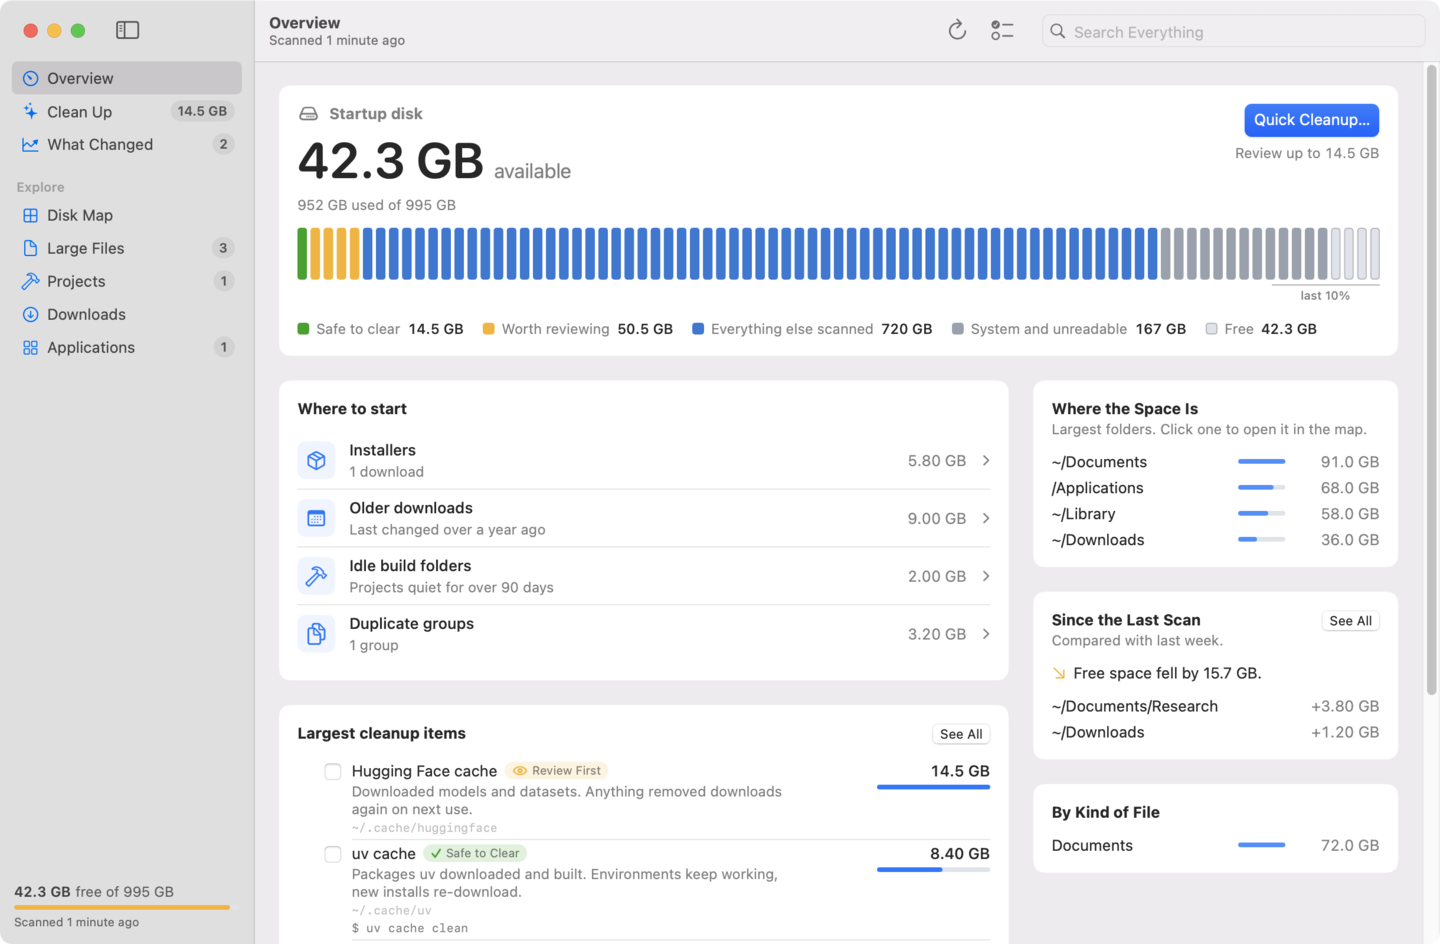 Overview
Scanned 1 minute ago
Search Everything
Overview
Clean Up 14.5 GB
What Changed 2
Explore
Disk Map
Large Files 3
Projects 1
Downloads
Applications 1
42.3 GB free of 995 GB
Scanned 1 minute ago
Startup disk
Quick Cleanup...
42.3 GB available
Review up to 14.5 GB
952 GB used of 995 GB
last 10%
Safe to clear 14.5 GB Worth reviewing 50.5 GB Everything else scanned 720 GB System and unreadable 167 GB Free 42.3 GB
Where to start
Installers
1 download
5.80 GB
Older downloads
Last changed over a year ago
9.00 GB
Idle build folders
Projects quiet for over 90 days
2.00 GB
Duplicate groups
1 group
3.20 GB
Largest cleanup items
See All
Hugging Face cache Review First 14.5 GB
Downloaded models and datasets. Anything removed downloads
again on next use.
~/.cache/huggingface
uv cache Safe to Clear 8.40 GB
Packages uv downloaded and built. Environments keep working,
new installs re-download.
~/.cache/uv
$ uv cache clean
Where the Space Is
Largest folders. Click one to open it in the map.
~/Documents 91.0 GB
/Applications 68.0 GB
~/Library 58.0 GB
~/Downloads 36.0 GB
Since the Last Scan
See All
Compared with last week.
Free space fell by 15.7 GB.
~/Documents/Research +3.80 GB
~/Downloads +1.20 GB
By Kind of File
Documents 72.0 GB